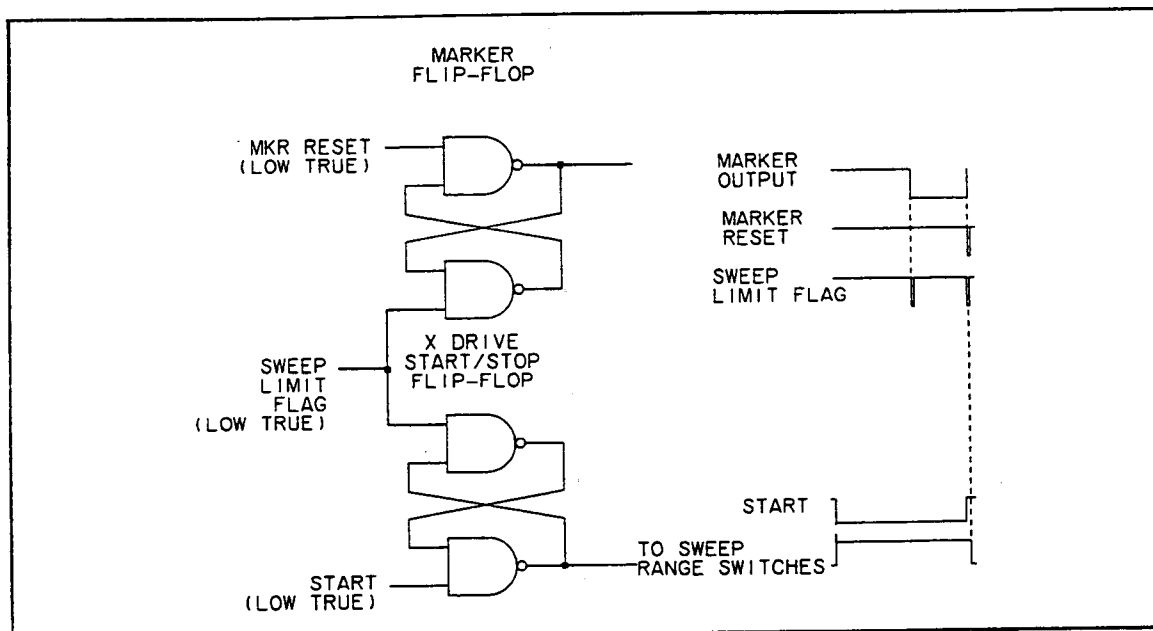 MARKER
FLIP-FLOP
MKR RESET
(LOW TRUE)
MARKER
OUTPUT
MARKER
RESET
SWEEP
LIMIT FLAG
X DRIVE
START/STOP
FLIP-FLOP
SWEEP
LIMIT
FLAG
(LOW TRUE)
START
TO SWEEP
RANGE SWITCHES
START
(LOW TRUE)